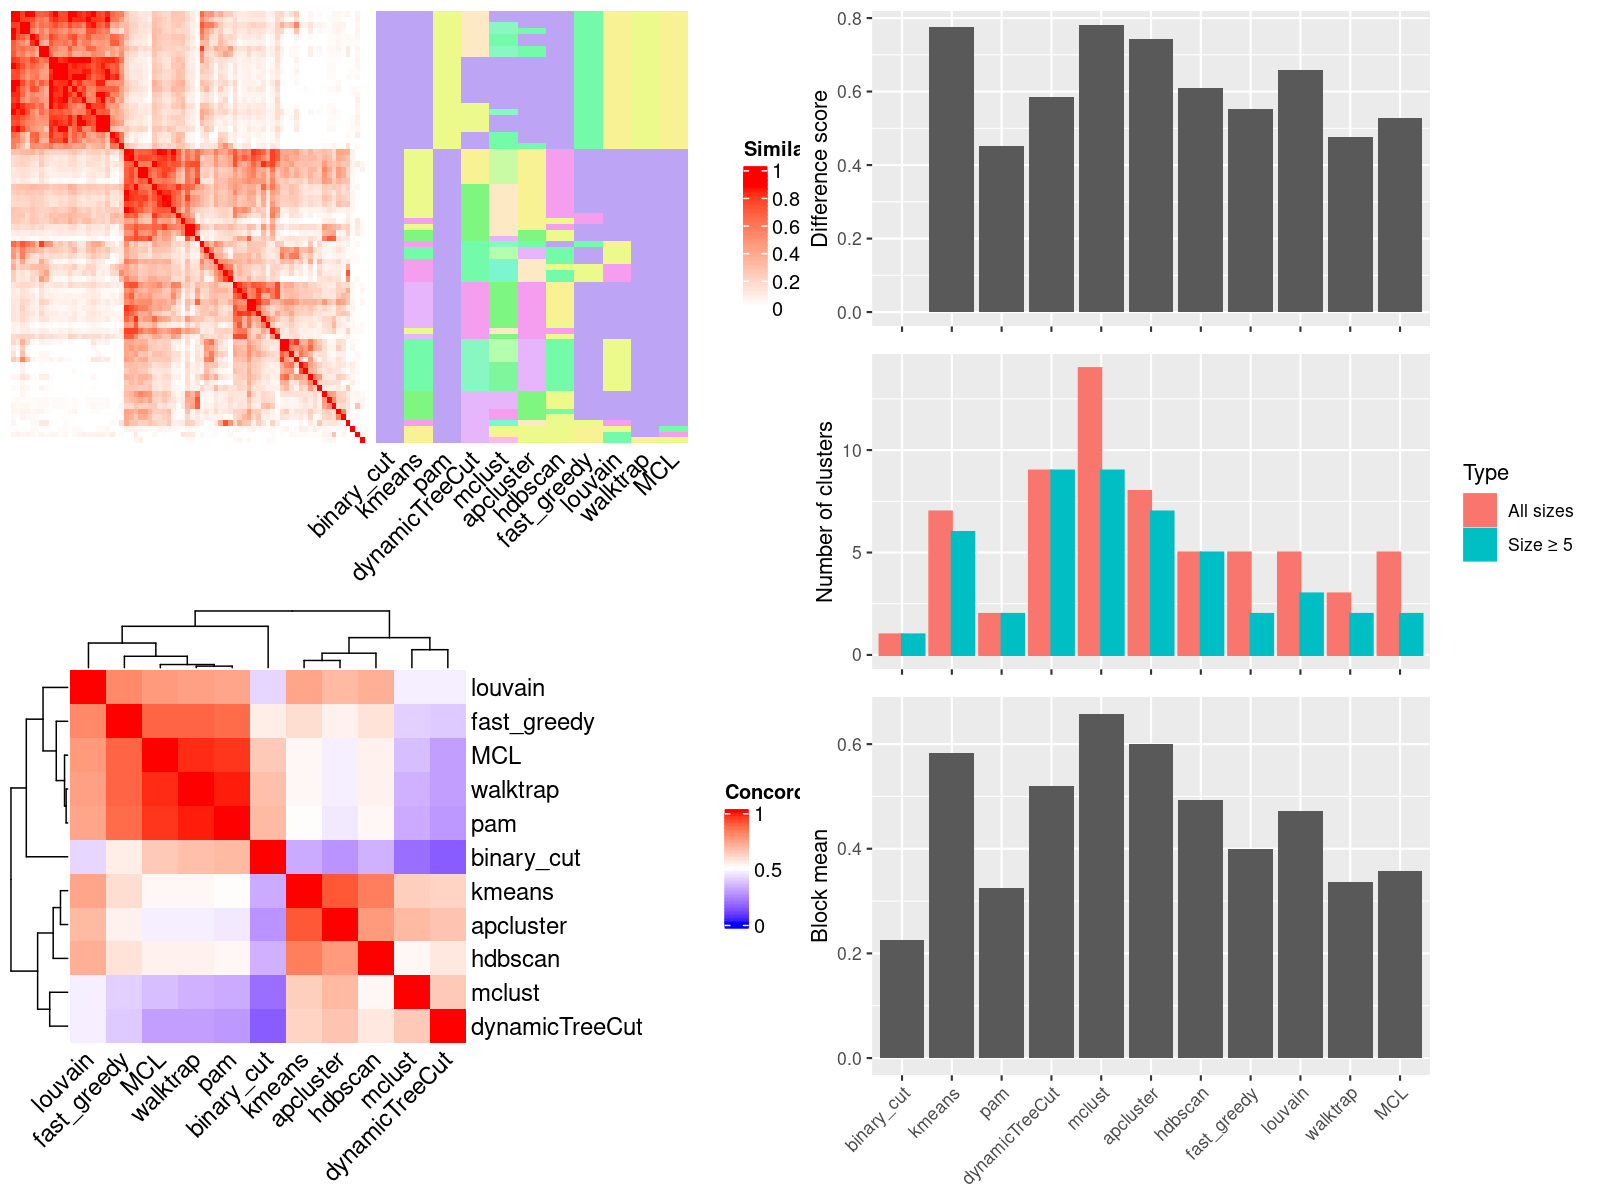 Simila
1
0.8
0.6
0.4
0.2
0
binary_cut
kmeans
pam
dynamicTreeCut
mclust
apcluster
hdbscan
fast_greedy
louvain
walktrap
MCL
louvain
fast_greedy
MCL
walktrap
pam
binary_cut
kmeans
apcluster
hdbscan
mclust
dynamicTreeCut
louvain
fast_greedy
MCL
walktrap
pam
binary_cut
kmeans
apcluster
hdbscan
mclust
dynamicTreeCut
Concord
1
0.5
0
Difference score
0.8
0.6
0.4
0.2
0.0
Number of clusters
10
5
0
Type
All sizes
Size ≥ 5
Block mean
0.6
0.4
0.2
0.0
binary_cut
kmeans
pam
dynamicTreeCut
mclust
apcluster
hdbscan
fast_greedy
louvain
walktrap
MCL